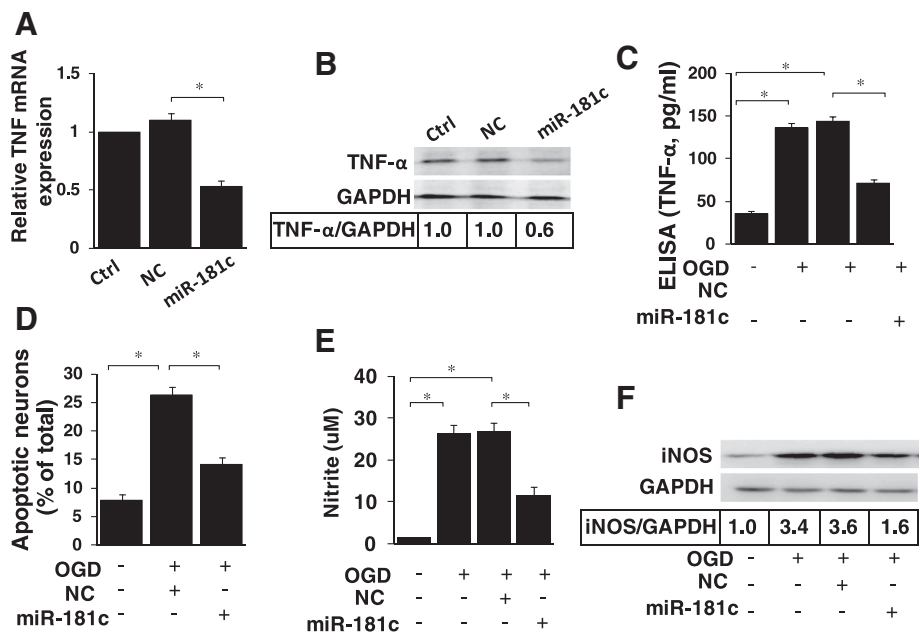 A
Relative TNF mRNA
expression
1.5
1
0.5
0
*
Ctrl
NC
miR-181c
B
Ctrl
NC
miR-181c
TNF-α
GAPDH
TNF-α/GAPDH 1.0 1.0 0.6
C
ELISA (TNF-α, pg/ml)
200
150
100
50
0
*
*
*
OGD - + + +
NC
miR-181c - - - +
D
Apoptotic neurons
(% of total)
30
25
20
15
10
5
0
*
*
OGD - + +
NC - + -
miR-181c - - +
E
Nitrite (uM)
40
30
20
10
0
*
*
*
OGD - + + +
NC - - + -
miR-181c - - - +
F
iNOS
GAPDH
iNOS/GAPDH 1.0 3.4 3.6 1.6
OGD - + + +
NC - - + -
miR-181c - - - +